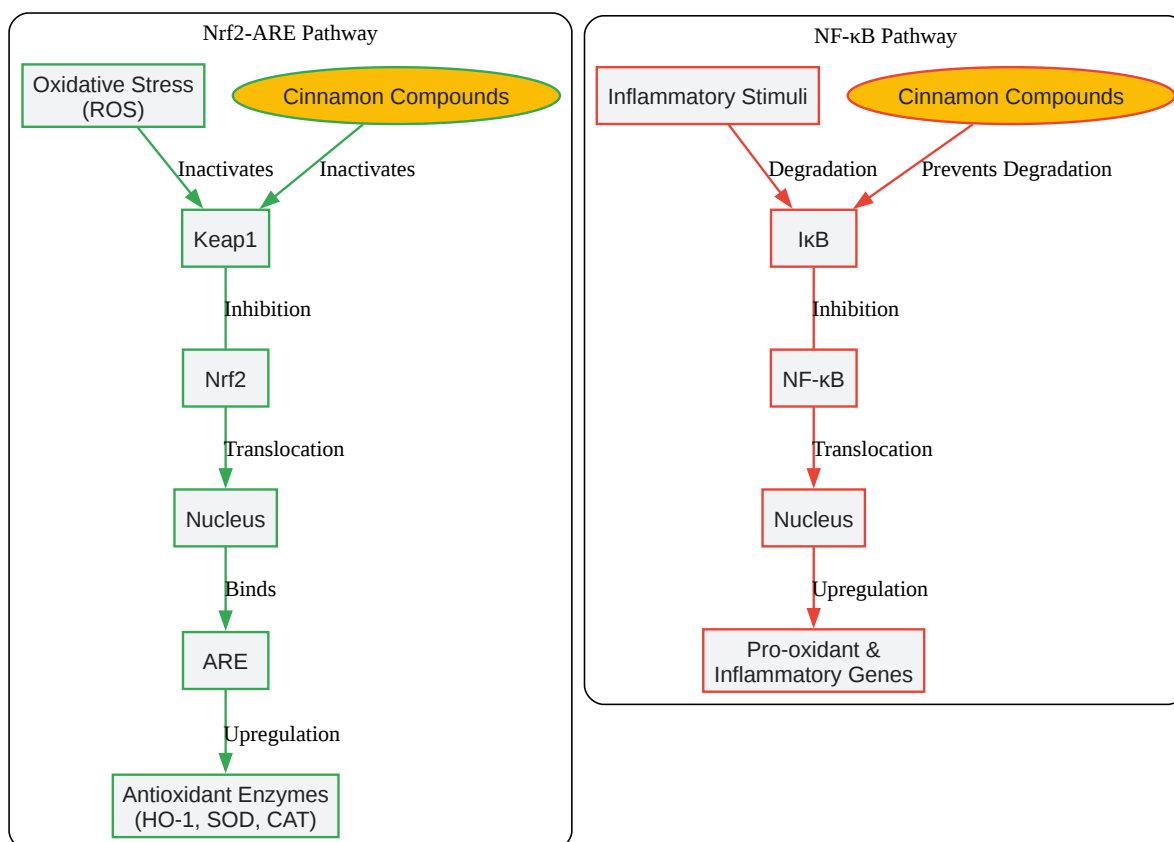 Nrf2-ARE Pathway
Oxidative Stress
(ROS)
Cinnamon Compounds
Inactivates
Inactivates
Keap1
Inhibition
Nrf2
Translocation
Nucleus
Binds
ARE
Upregulation
Antioxidant Enzymes
(HO-1, SOD, CAT)
NF-κB Pathway
Inflammatory Stimuli
Cinnamon Compounds
Degradation
Prevents Degradation
IκB
Inhibition
NF-κB
Translocation
Nucleus
Upregulation
Pro-oxidant &
Inflammatory Genes